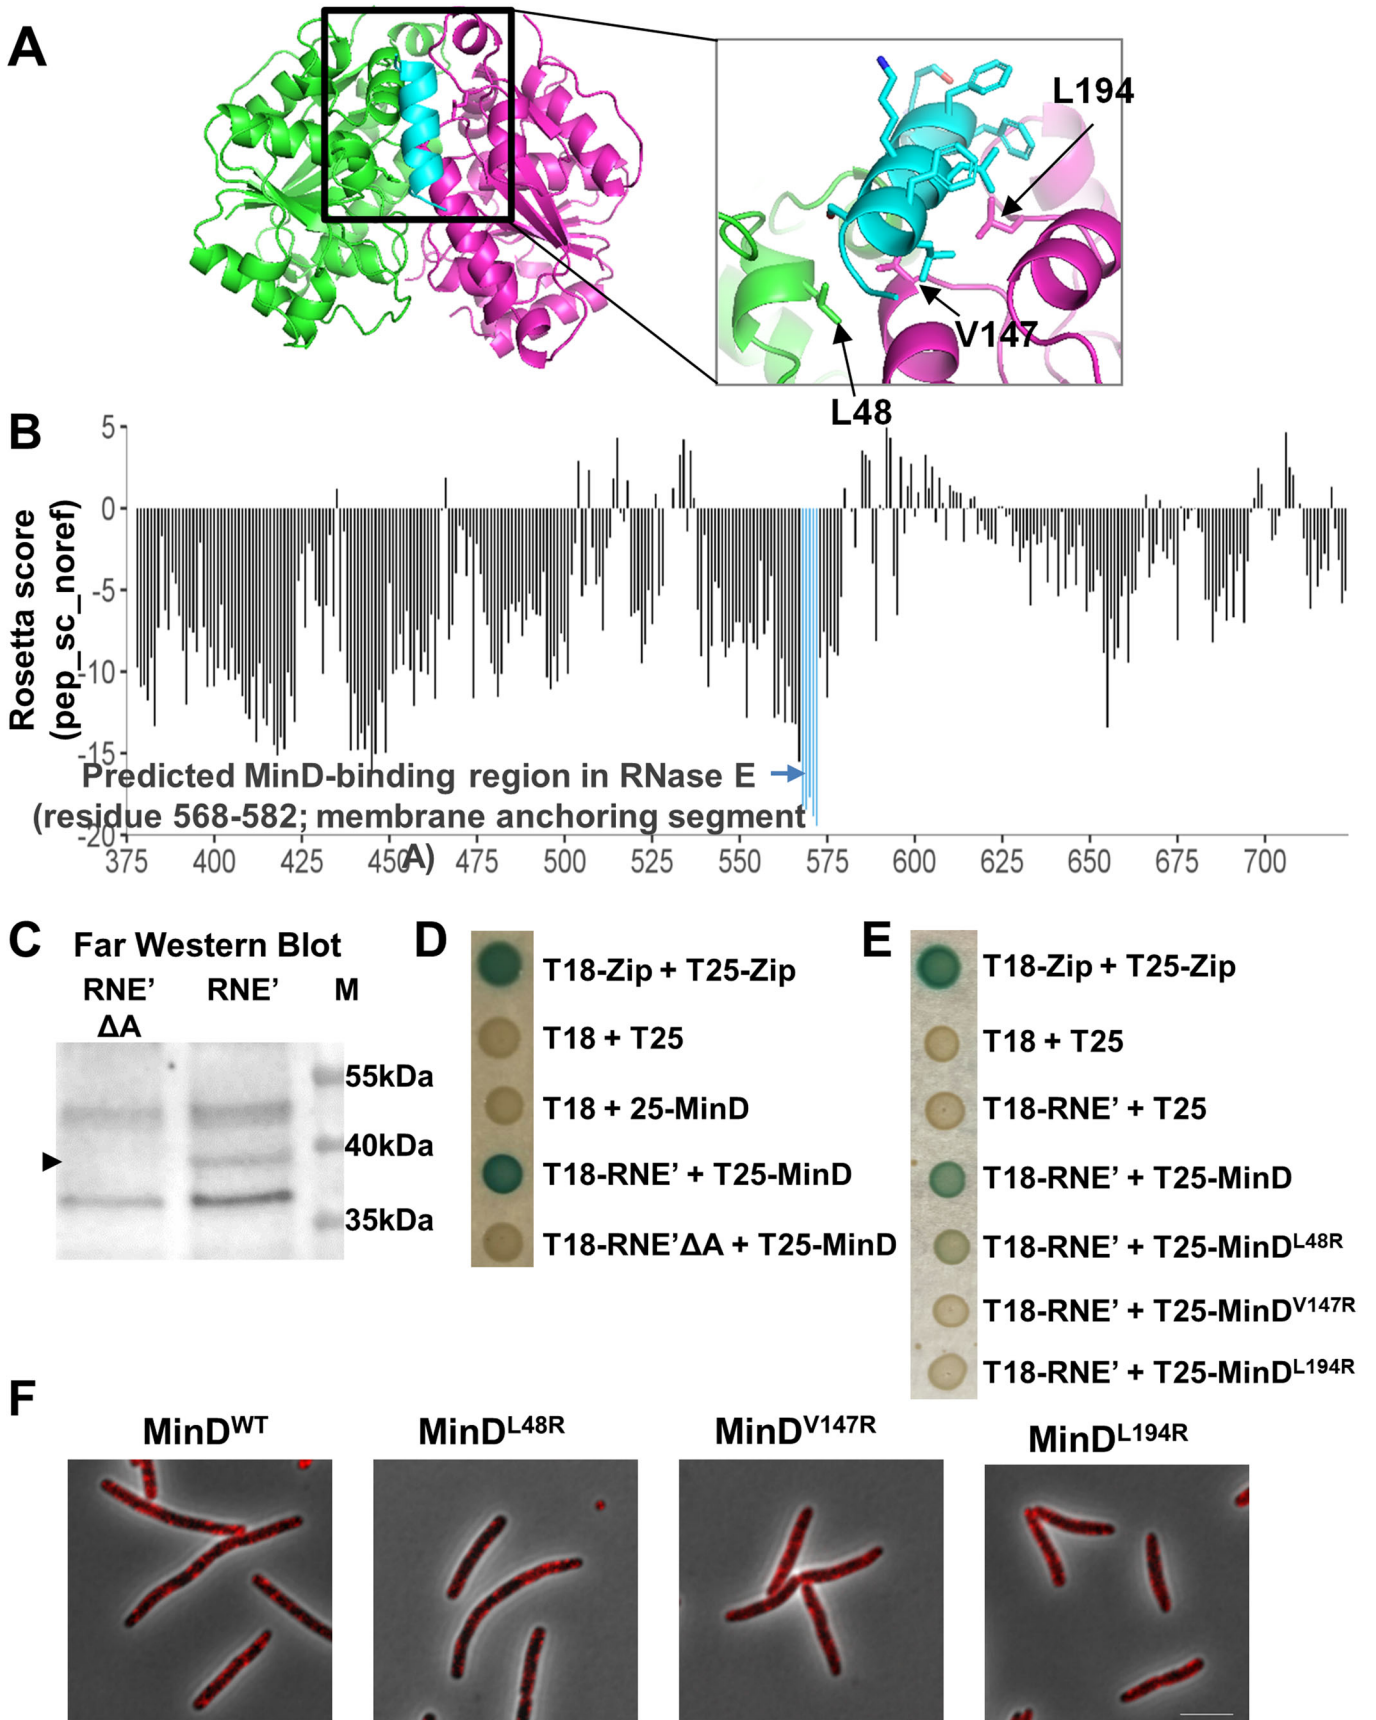 A
L194
V147
L48
B
Rosetta score
(pep_sc_noref)
5
0
-5
-10
-15
-20
Predicted MinD-binding region in RNase E
(residue 568-582; membrane anchoring segment
A)
375 400 425 450 475 500 525 550 575 600 625 650 675 700
C
Far Western Blot
RNE' RNE' M
ΔA
55kDa
40kDa
35kDa
D
T18-Zip + T25-Zip
T18 + T25
T18 + 25-MinD
T18-RNE' + T25-MinD
T18-RNE'ΔA + T25-MinD
E
T18-Zip + T25-Zip
T18 + T25
T18-RNE' + T25
T18-RNE' + T25-MinD
T18-RNE' + T25-MinD^L48R
T18-RNE' + T25-MinD^V147R
T18-RNE' + T25-MinD^L194R
F
MinD^WT
MinD^L48R
MinD^V147R
MinD^L194R